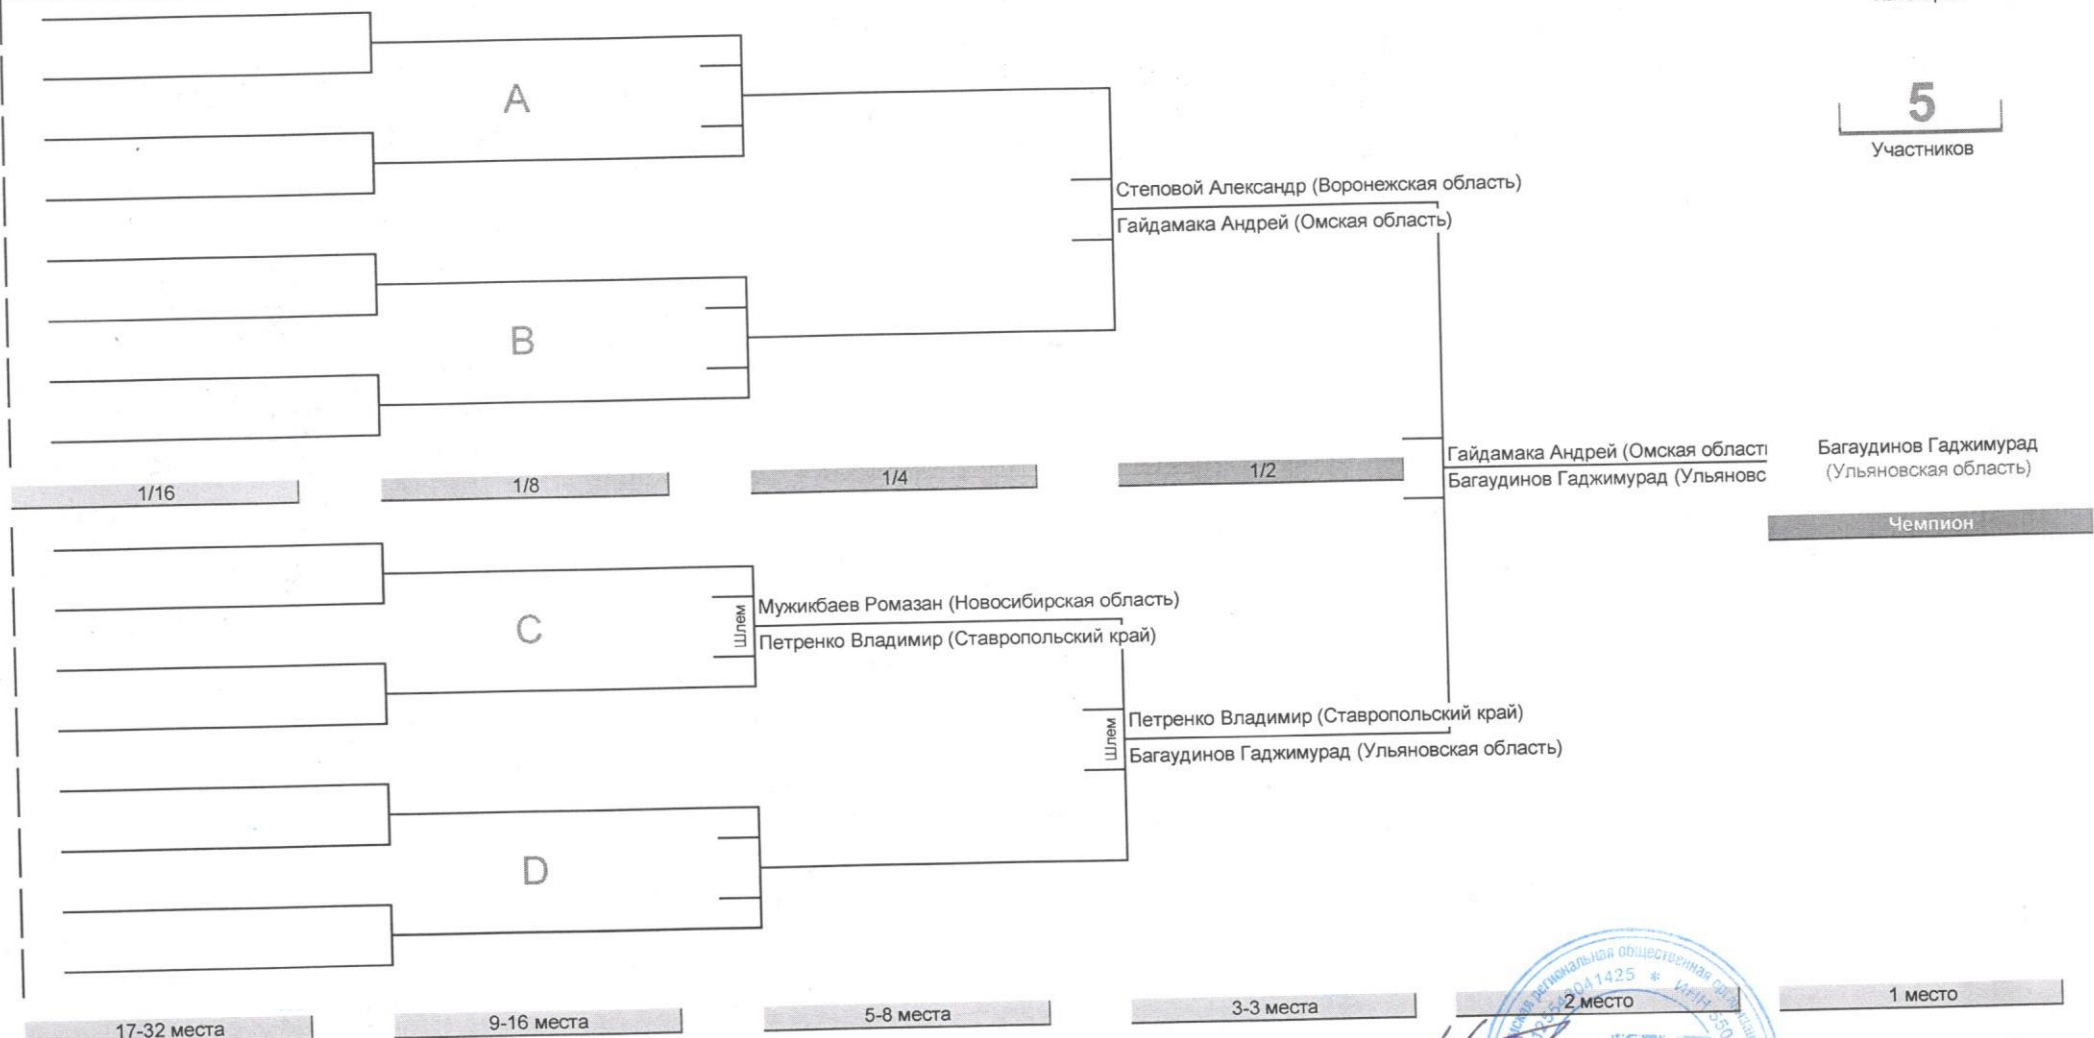 5
Участников
A
Степовой Александр (Воронежская область)
Гайдамака Андрей (Омская область)
B
1/16
1/8
1/4
1/2
Гайдамака Андрей (Омская област
Багаудинов Гаджимурад (Ульяновс
Багаудинов Гаджимурад
(Ульяновская область)
Чемпион
C
Шлем
Мужикбаев Ромазан (Новосибирская область)
Петренко Владимир (Ставропольский край)
Шлем
Петренко Владимир (Ставропольский край)
Багаудинов Гаджимурад (Ульяновская область)
D
региональная общественная
17-32 места
9-16 места
5-8 места
3-3 места
2 место
1 место